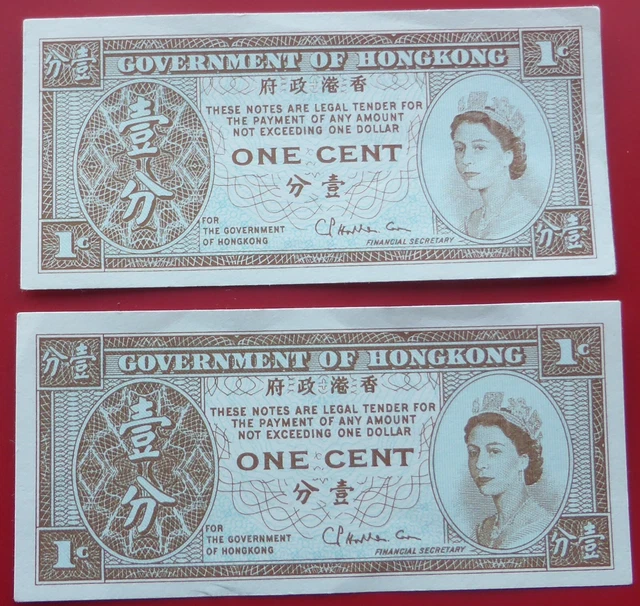 分壹 GOVERNMENT OF HONGKONG 1¢
府政港香
THESE NOTES ARE LEGAL TENDER FOR
THE PAYMENT OF ANY AMOUNT
NOT EXCEEDING ONE DOLLAR
壹分
ONE CENT
分壹
FOR
THE GOVERNMENT
OF HONGKONG
FINANCIAL SECRETARY
1¢
分壹
分壹 GOVERNMENT OF HONGKONG 1¢
府政港香
THESE NOTES ARE LEGAL TENDER FOR
THE PAYMENT OF ANY AMOUNT
NOT EXCEEDING ONE DOLLAR
壹分
ONE CENT
分壹
FOR
THE GOVERNMENT
OF HONGKONG
FINANCIAL SECRETARY
1¢
分壹